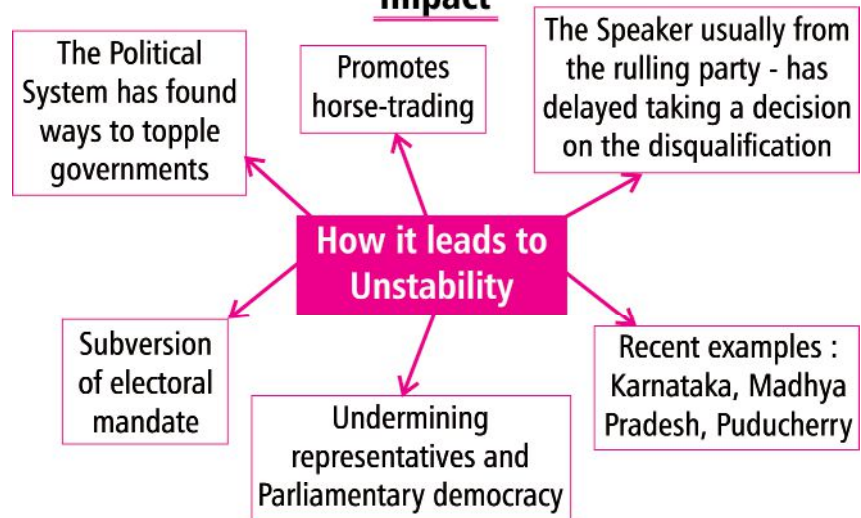 Impact
The Political
System has found
ways to topple
governments
Promotes
horse-trading
The Speaker usually from
the rulling party - has
delayed taking a decision
on the disqualification
How it leads to
Unstability
Subversion
of electoral
mandate
Undermining
representatives and
Parliamentary democracy
Recent examples :
Karnataka, Madhya
Pradesh, Puducherry